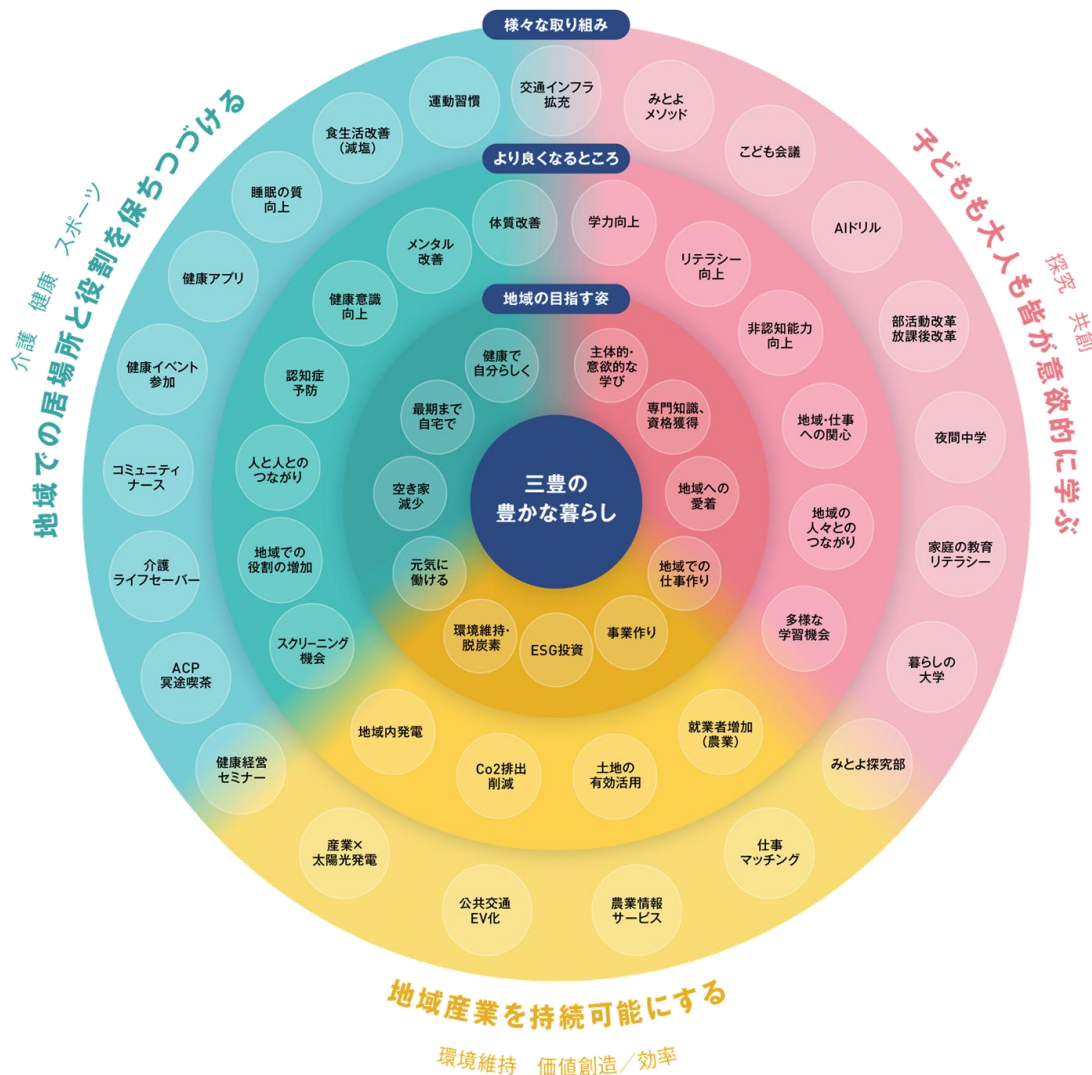 様々な取り組み
交通インフラ
拡充
みとよ
メソッド
こども会議
AIドリル
部活動改革
放課後改革
夜間中学
家庭の教育
リテラシー
暮らしの
大学
みとよ探究部
仕事
マッチング
農業情報
サービス
公共交通
EV化
産業×
太陽光発電
健康経営
セミナー
ACP
冥途喫茶
介護
ライフセーバー
コミュニティ
ナース
健康イベント
参加
健康アプリ
睡眠の質
向上
食生活改善
(減塩)
運動習慣
より良くなるところ
体質改善
学力向上
リテラシー
向上
非認知能力
向上
地域・仕事
への関心
地域の
人々との
つながり
多様な
学習機会
就業者増加
(農業)
土地の
有効活用
Co2排出
削減
地域内発電
スクリーニング
機会
地域での
役割の増加
人と人との
つながり
認知症
予防
健康意識
向上
メンタル
改善
地域の目指す姿
健康で
自分らしく
主体的・
意欲的な
学び
専門知識、
資格獲得
地域への
愛着
地域での
仕事作り
事業作り
ESG投資
環境維持・
脱炭素
元気に
働ける
空き家
減少
最期まで
自宅で
三豊の
豊かな暮らし
地域での居場所と役割を保ちつづける
介護 健康 スポーツ
子どもも大人も皆が意欲的に学ぶ
探究 共創
地域産業を持続可能にする
環境維持 価値創造/効率